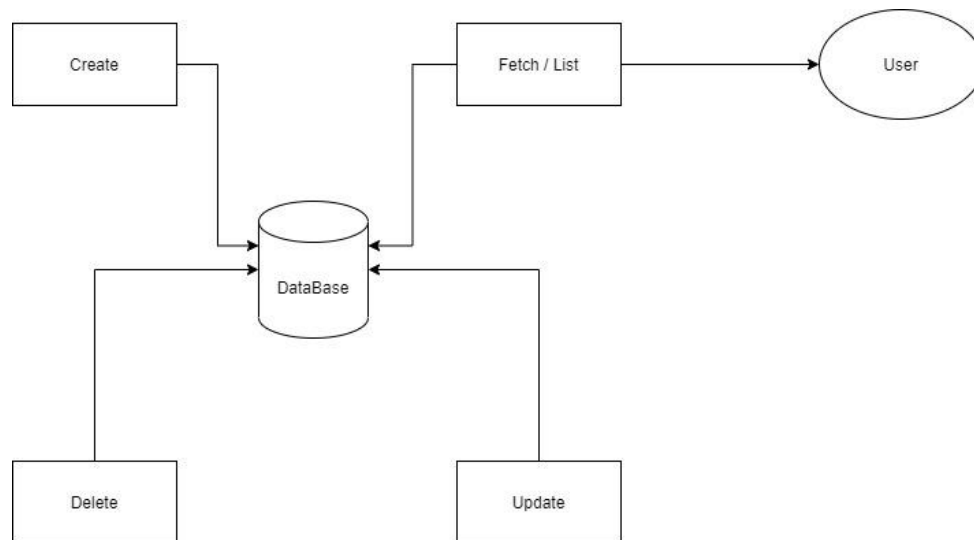 Create
Fetch / List
User
DataBase
Delete
Update